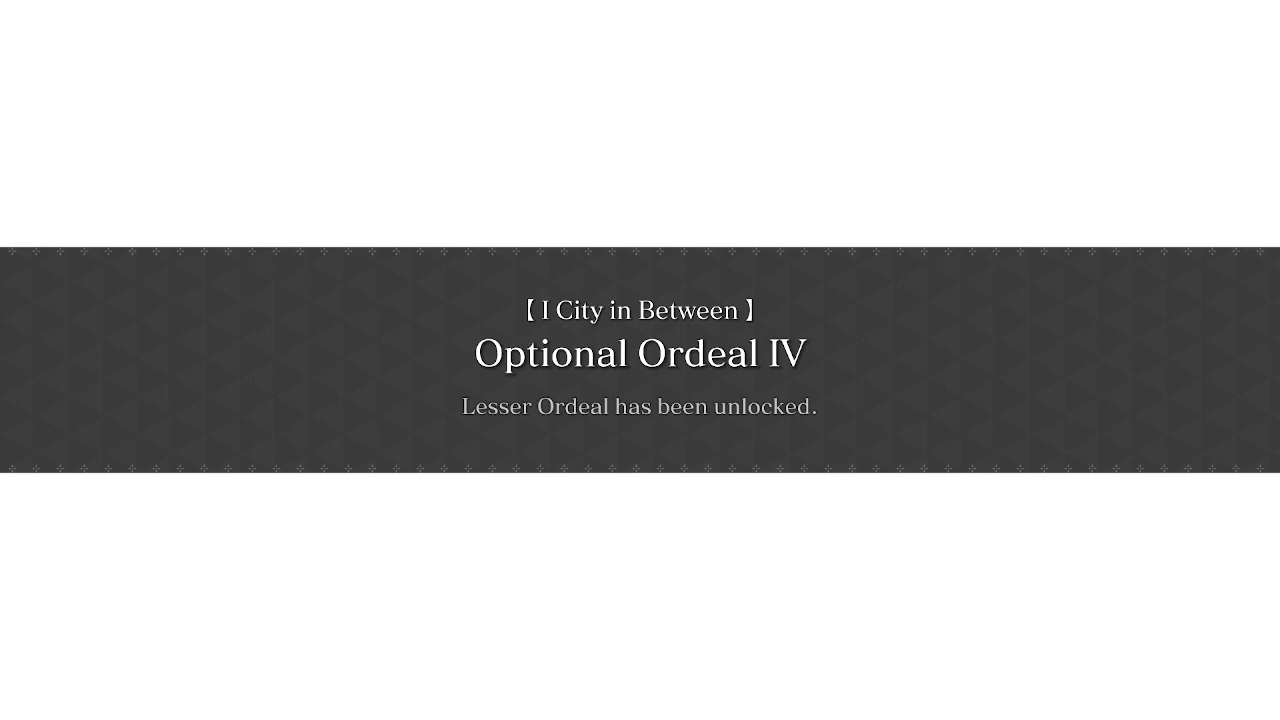 【 I City in Between 】
Optional Ordeal IV
Lesser Ordeal has been unlocked.